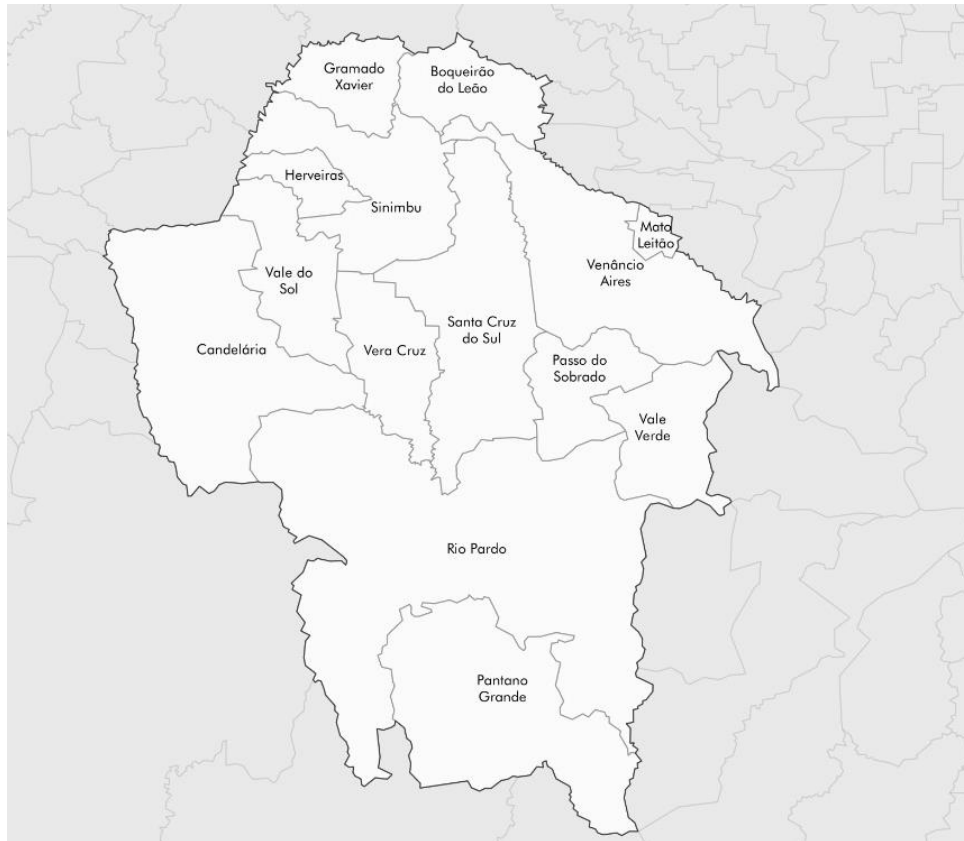 Gramado
Xavier
Boqueirão
do Leão
Herveiras
Sinimbu
Mato
Leitão
Vale do
Sol
Venâncio
Aires
Santa Cruz
do Sul
Candelária
Vera Cruz
Passo do
Sobrado
Vale
Verde
Rio Pardo
Pantano
Grande